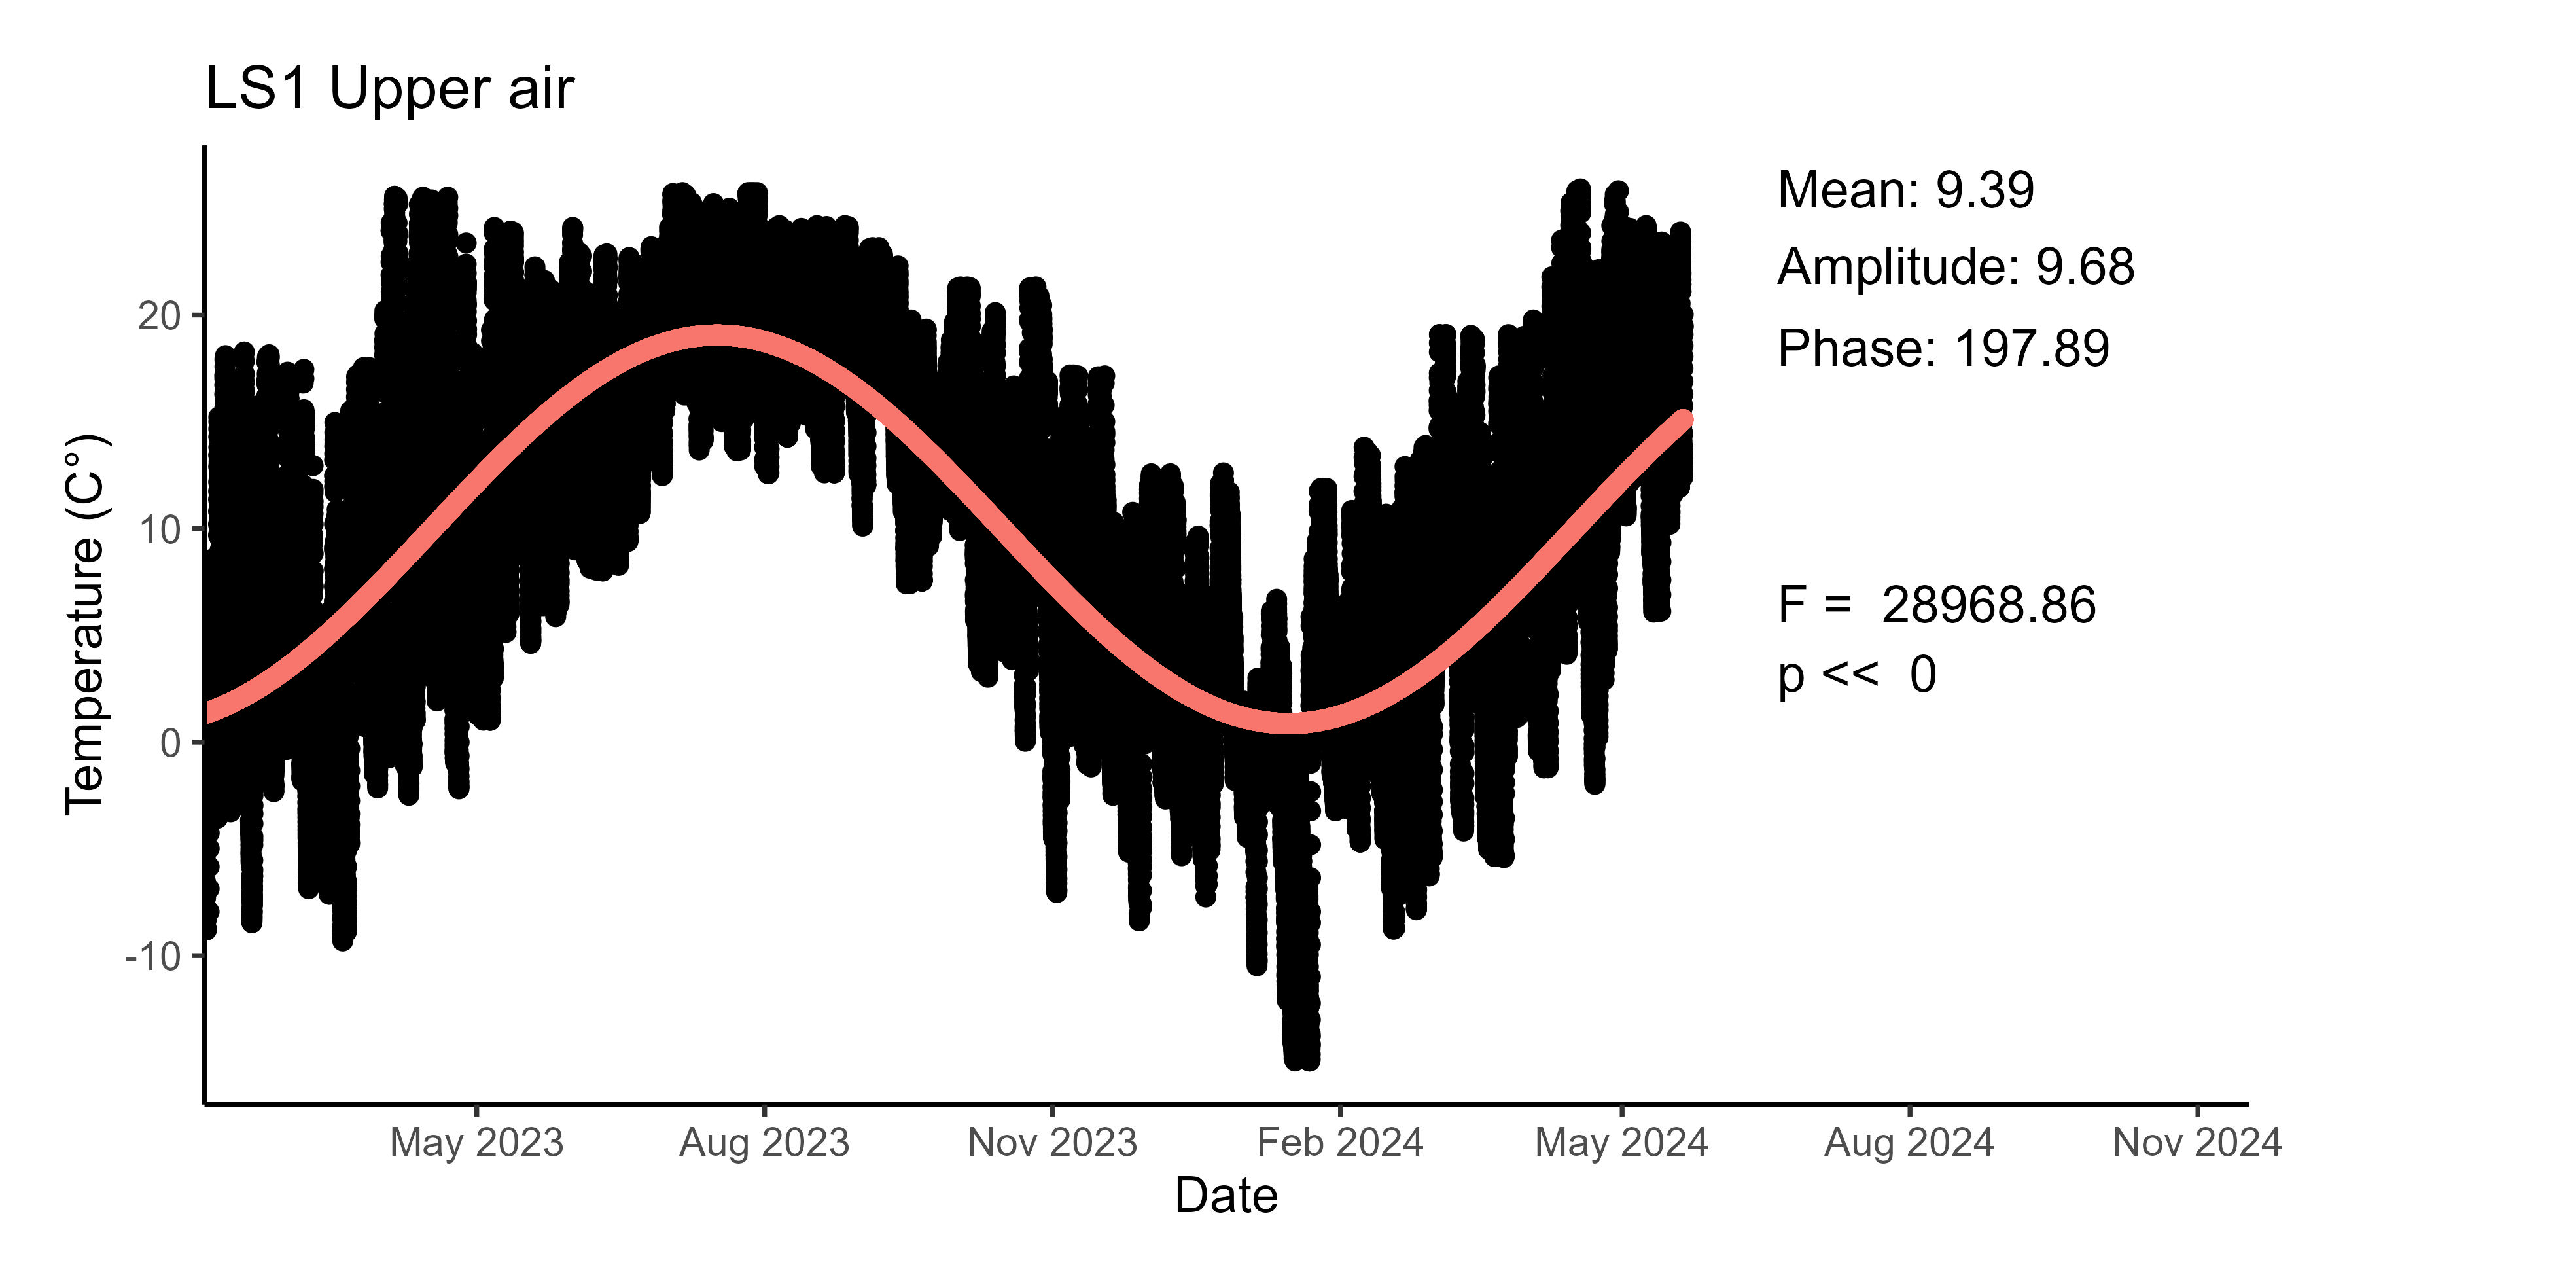 LS1 Upper air
Mean: 9.39
Amplitude: 9.68
Phase: 197.89
F = 28968.86
p << 0
Temperature (C°)
20
10
0
-10
May 2023
Aug 2023
Nov 2023
Feb 2024
May 2024
Aug 2024
Nov 2024
Date